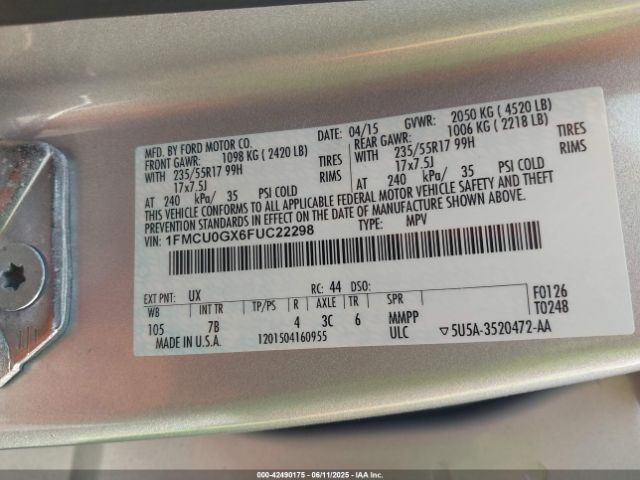 MFD. BY FORD MOTOR CO. DATE: 04/15 GVWR: 2050 KG ( 4520 LB)
FRONT GAWR: 1098 KG ( 2420 LB) REAR GAWR: 1006 KG ( 2218 LB)
WITH 235/55R17 99H TIRES WITH 235/55R17 99H TIRES
17x7.5J RIMS 17x7.5J RIMS
AT 240 kPa/ 35 PSI COLD AT 240 kPa/ 35 PSI COLD
THIS VEHICLE CONFORMS TO ALL APPLICABLE FEDERAL MOTOR VEHICLE SAFETY AND THEFT
PREVENTION STANDARDS IN EFFECT ON THE DATE OF MANUFACTURE SHOWN ABOVE.
VIN: 1FMCU0GX6FUC22298 TYPE: MPV
EXT PNT: UX RC: 44 DSO: F0126
WB INT TR TP/PS R AXLE TR SPR T0248
105 7B 4 3C 6 MMPP
MADE IN U.S.A. 1201504160955 ULC ▽5U5A-3520472-AA
000-42490175 | 06/11/2025 | IAA